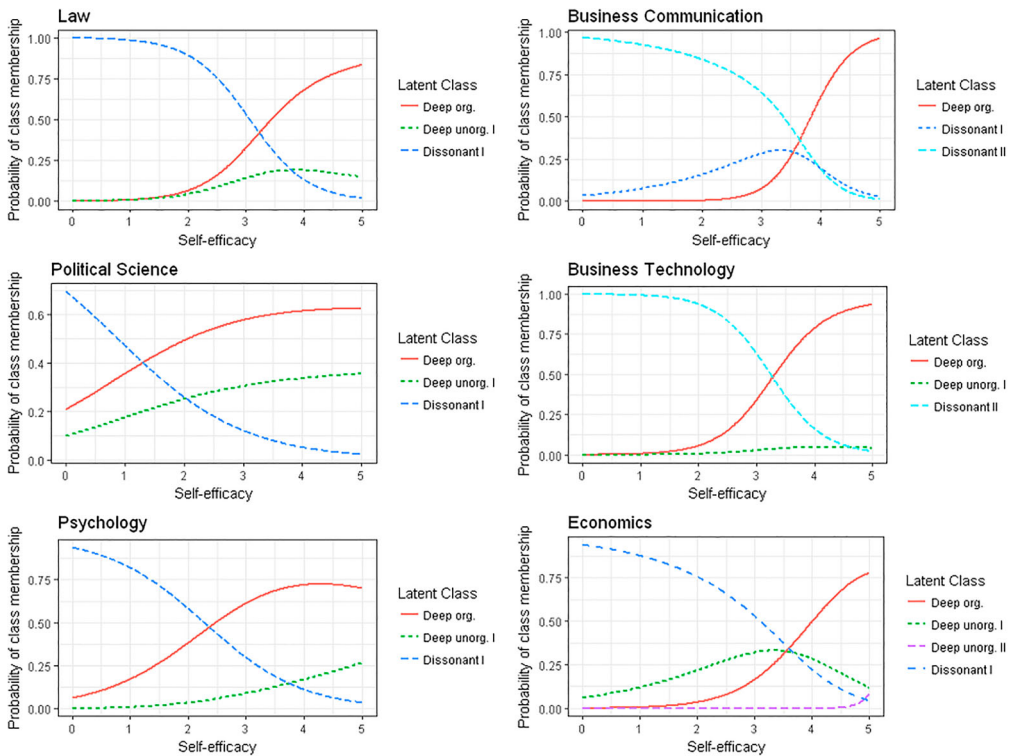 Law
Probability of class membership
1.00
0.75
0.50
0.25
0.00
0 1 2 3 4 5
Self-efficacy
Latent Class
Deep org.
Deep unorg. I
Dissonant I
Business Communication
Probability of class membership
1.00
0.75
0.50
0.25
0.00
0 1 2 3 4 5
Self-efficacy
Latent Class
Deep org.
Dissonant I
Dissonant II
Political Science
Probability of class membership
0.6
0.4
0.2
0.0
0 1 2 3 4 5
Self-efficacy
Latent Class
Deep org.
Deep unorg. I
Dissonant I
Business Technology
Probability of class membership
1.00
0.75
0.50
0.25
0.00
0 1 2 3 4 5
Self-efficacy
Latent Class
Deep org.
Deep unorg. I
Dissonant II
Psychology
Probability of class membership
0.75
0.50
0.25
0.00
0 1 2 3 4 5
Self-efficacy
Latent Class
Deep org.
Deep unorg. I
Dissonant I
Economics
Probability of class membership
0.75
0.50
0.25
0.00
0 1 2 3 4 5
Self-efficacy
Latent Class
Deep org.
Deep unorg. I
Deep unorg. II
Dissonant I